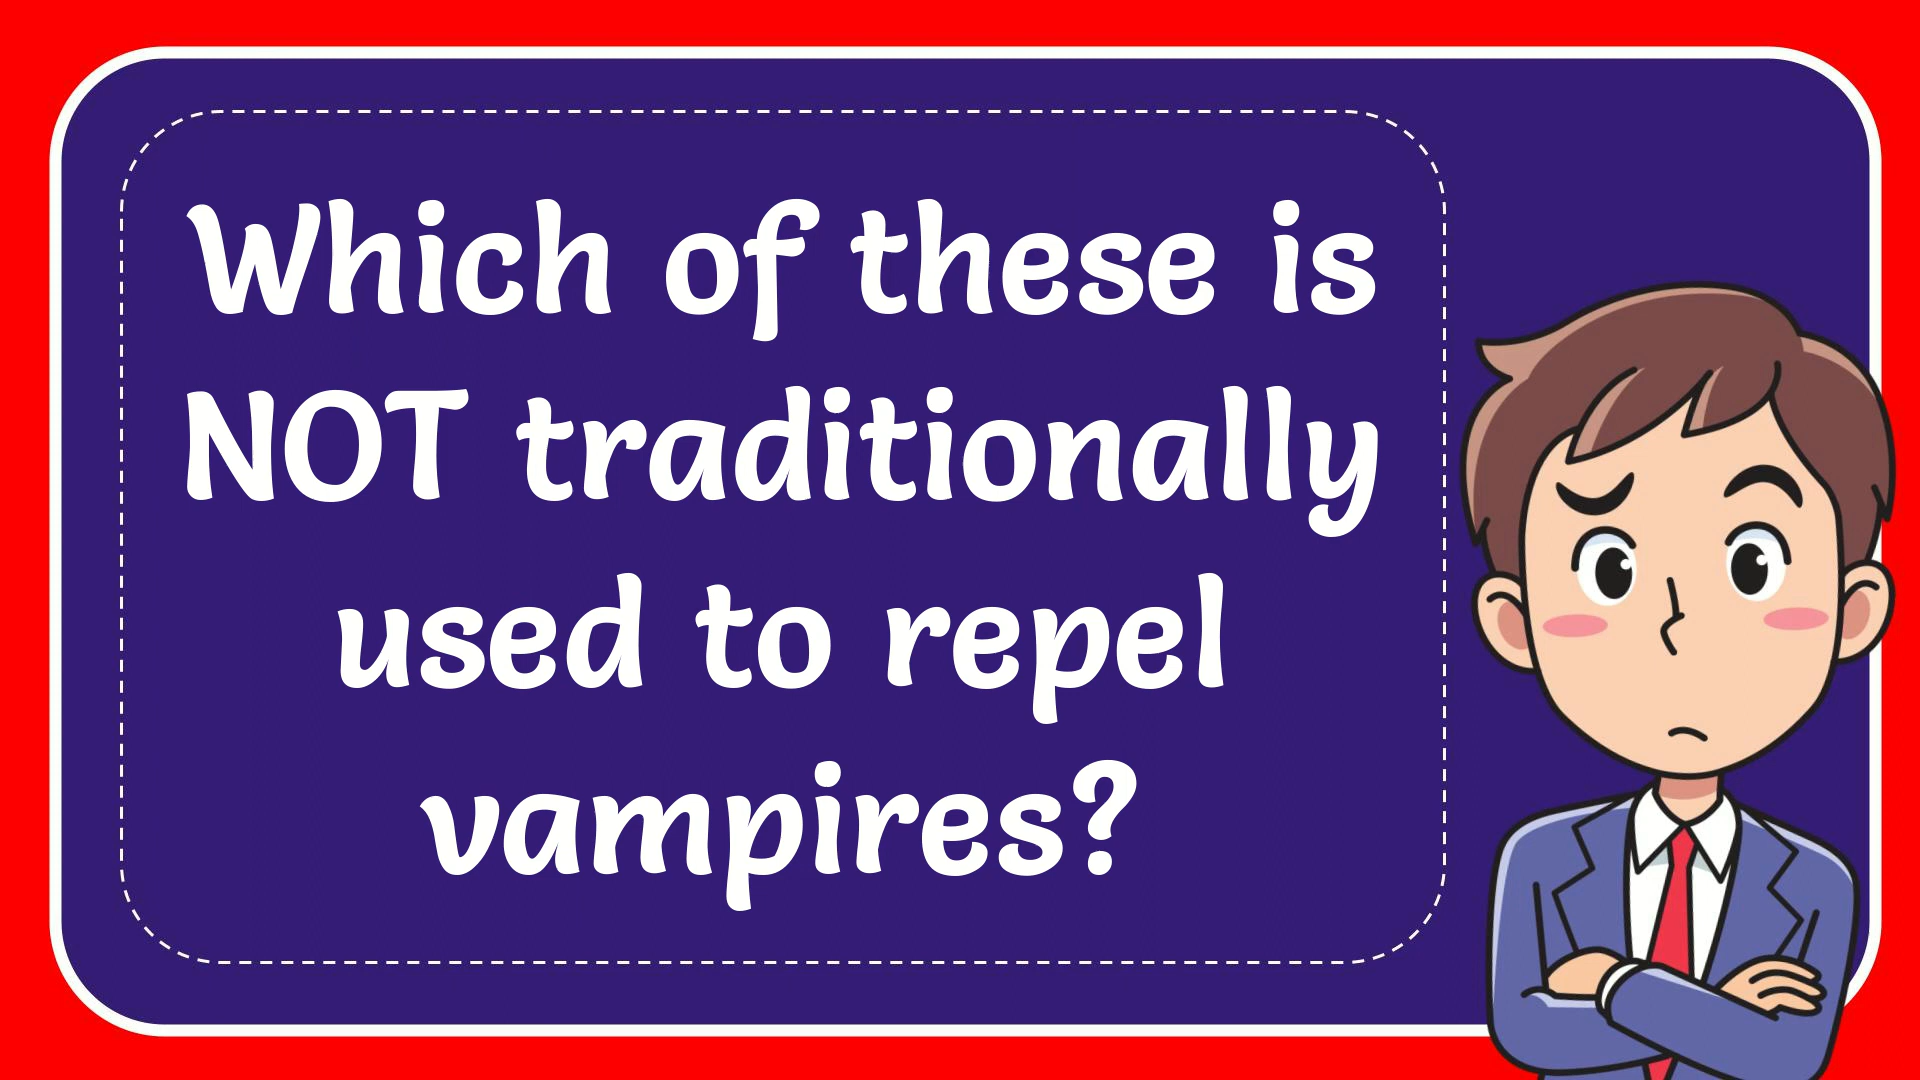 Which of these is
NOT traditionally
used to repel
vampires?